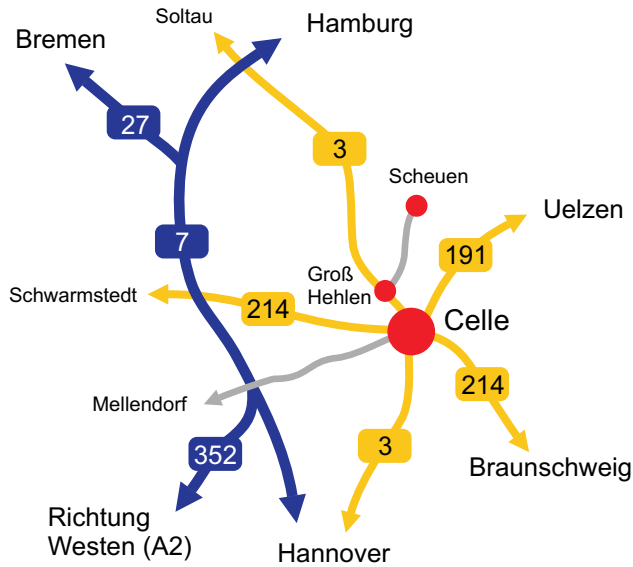 Soltau
Hamburg
Bremen
27
3
Scheuen
Uelzen
7
191
Groß
Hehlen
Schwarmstedt
214
Celle
214
Mellendorf
352
3
Braunschweig
Richtung
Westen (A2)
Hannover